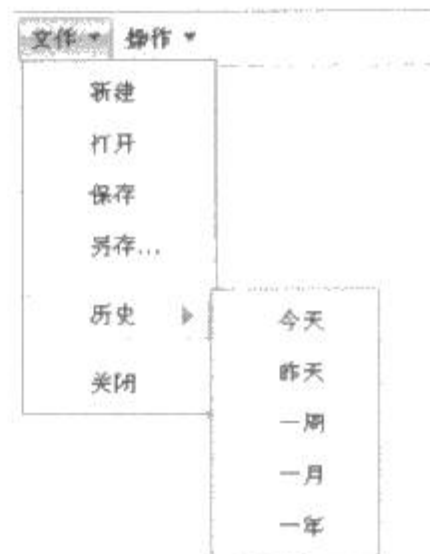 文件 操作
新建
打开
保存
另存...
历史
关闭
今天
昨天
一周
一月
一年